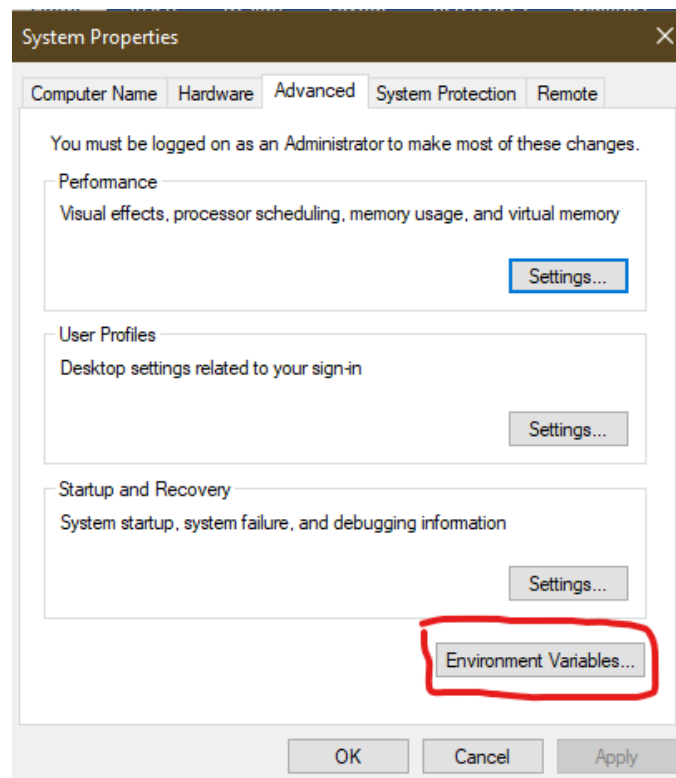 System Properties
Computer Name Hardware Advanced System Protection Remote
You must be logged on as an Administrator to make most of these changes.
Performance
Visual effects, processor scheduling, memory usage, and virtual memory
Settings...
User Profiles
Desktop settings related to your sign-in
Settings...
Startup and Recovery
System startup, system failure, and debugging information
Settings...
Environment Variables...
OK Cancel Apply